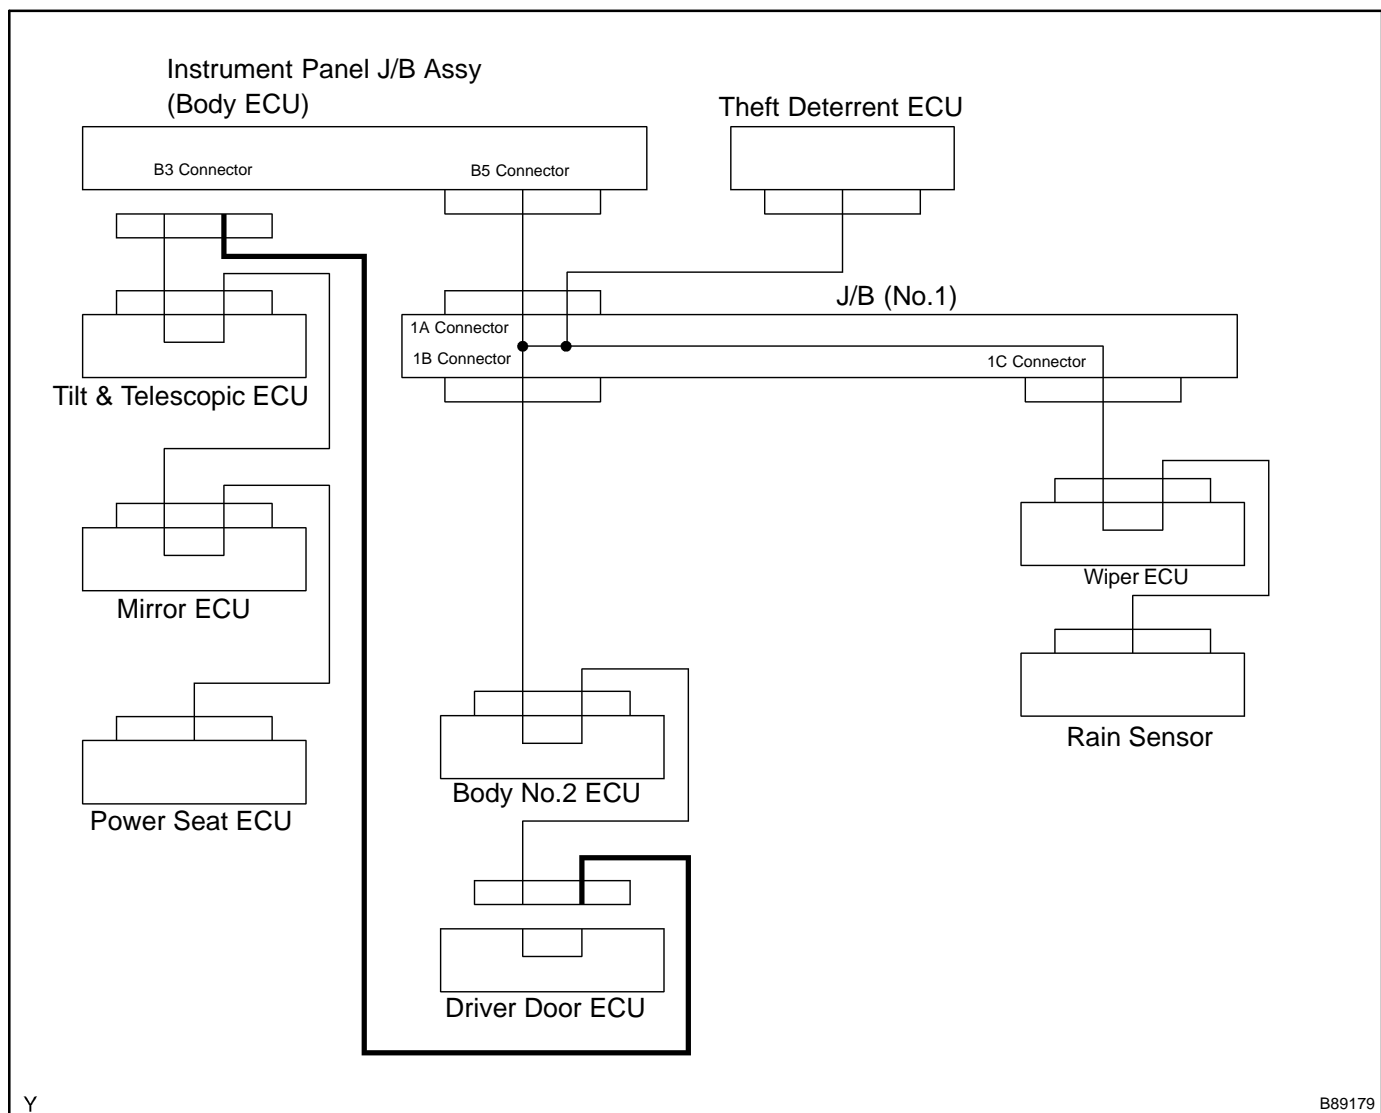 Instrument Panel J/B Assy
(Body ECU)
Theft Deterrent ECU
B3 Connector
B5 Connector
J/B (No.1)
1A Connector
1B Connector
1C Connector
Tilt & Telescopic ECU
Mirror ECU
Wiper ECU
Rain Sensor
Body No.2 ECU
Power Seat ECU
Driver Door ECU
Y
B89179